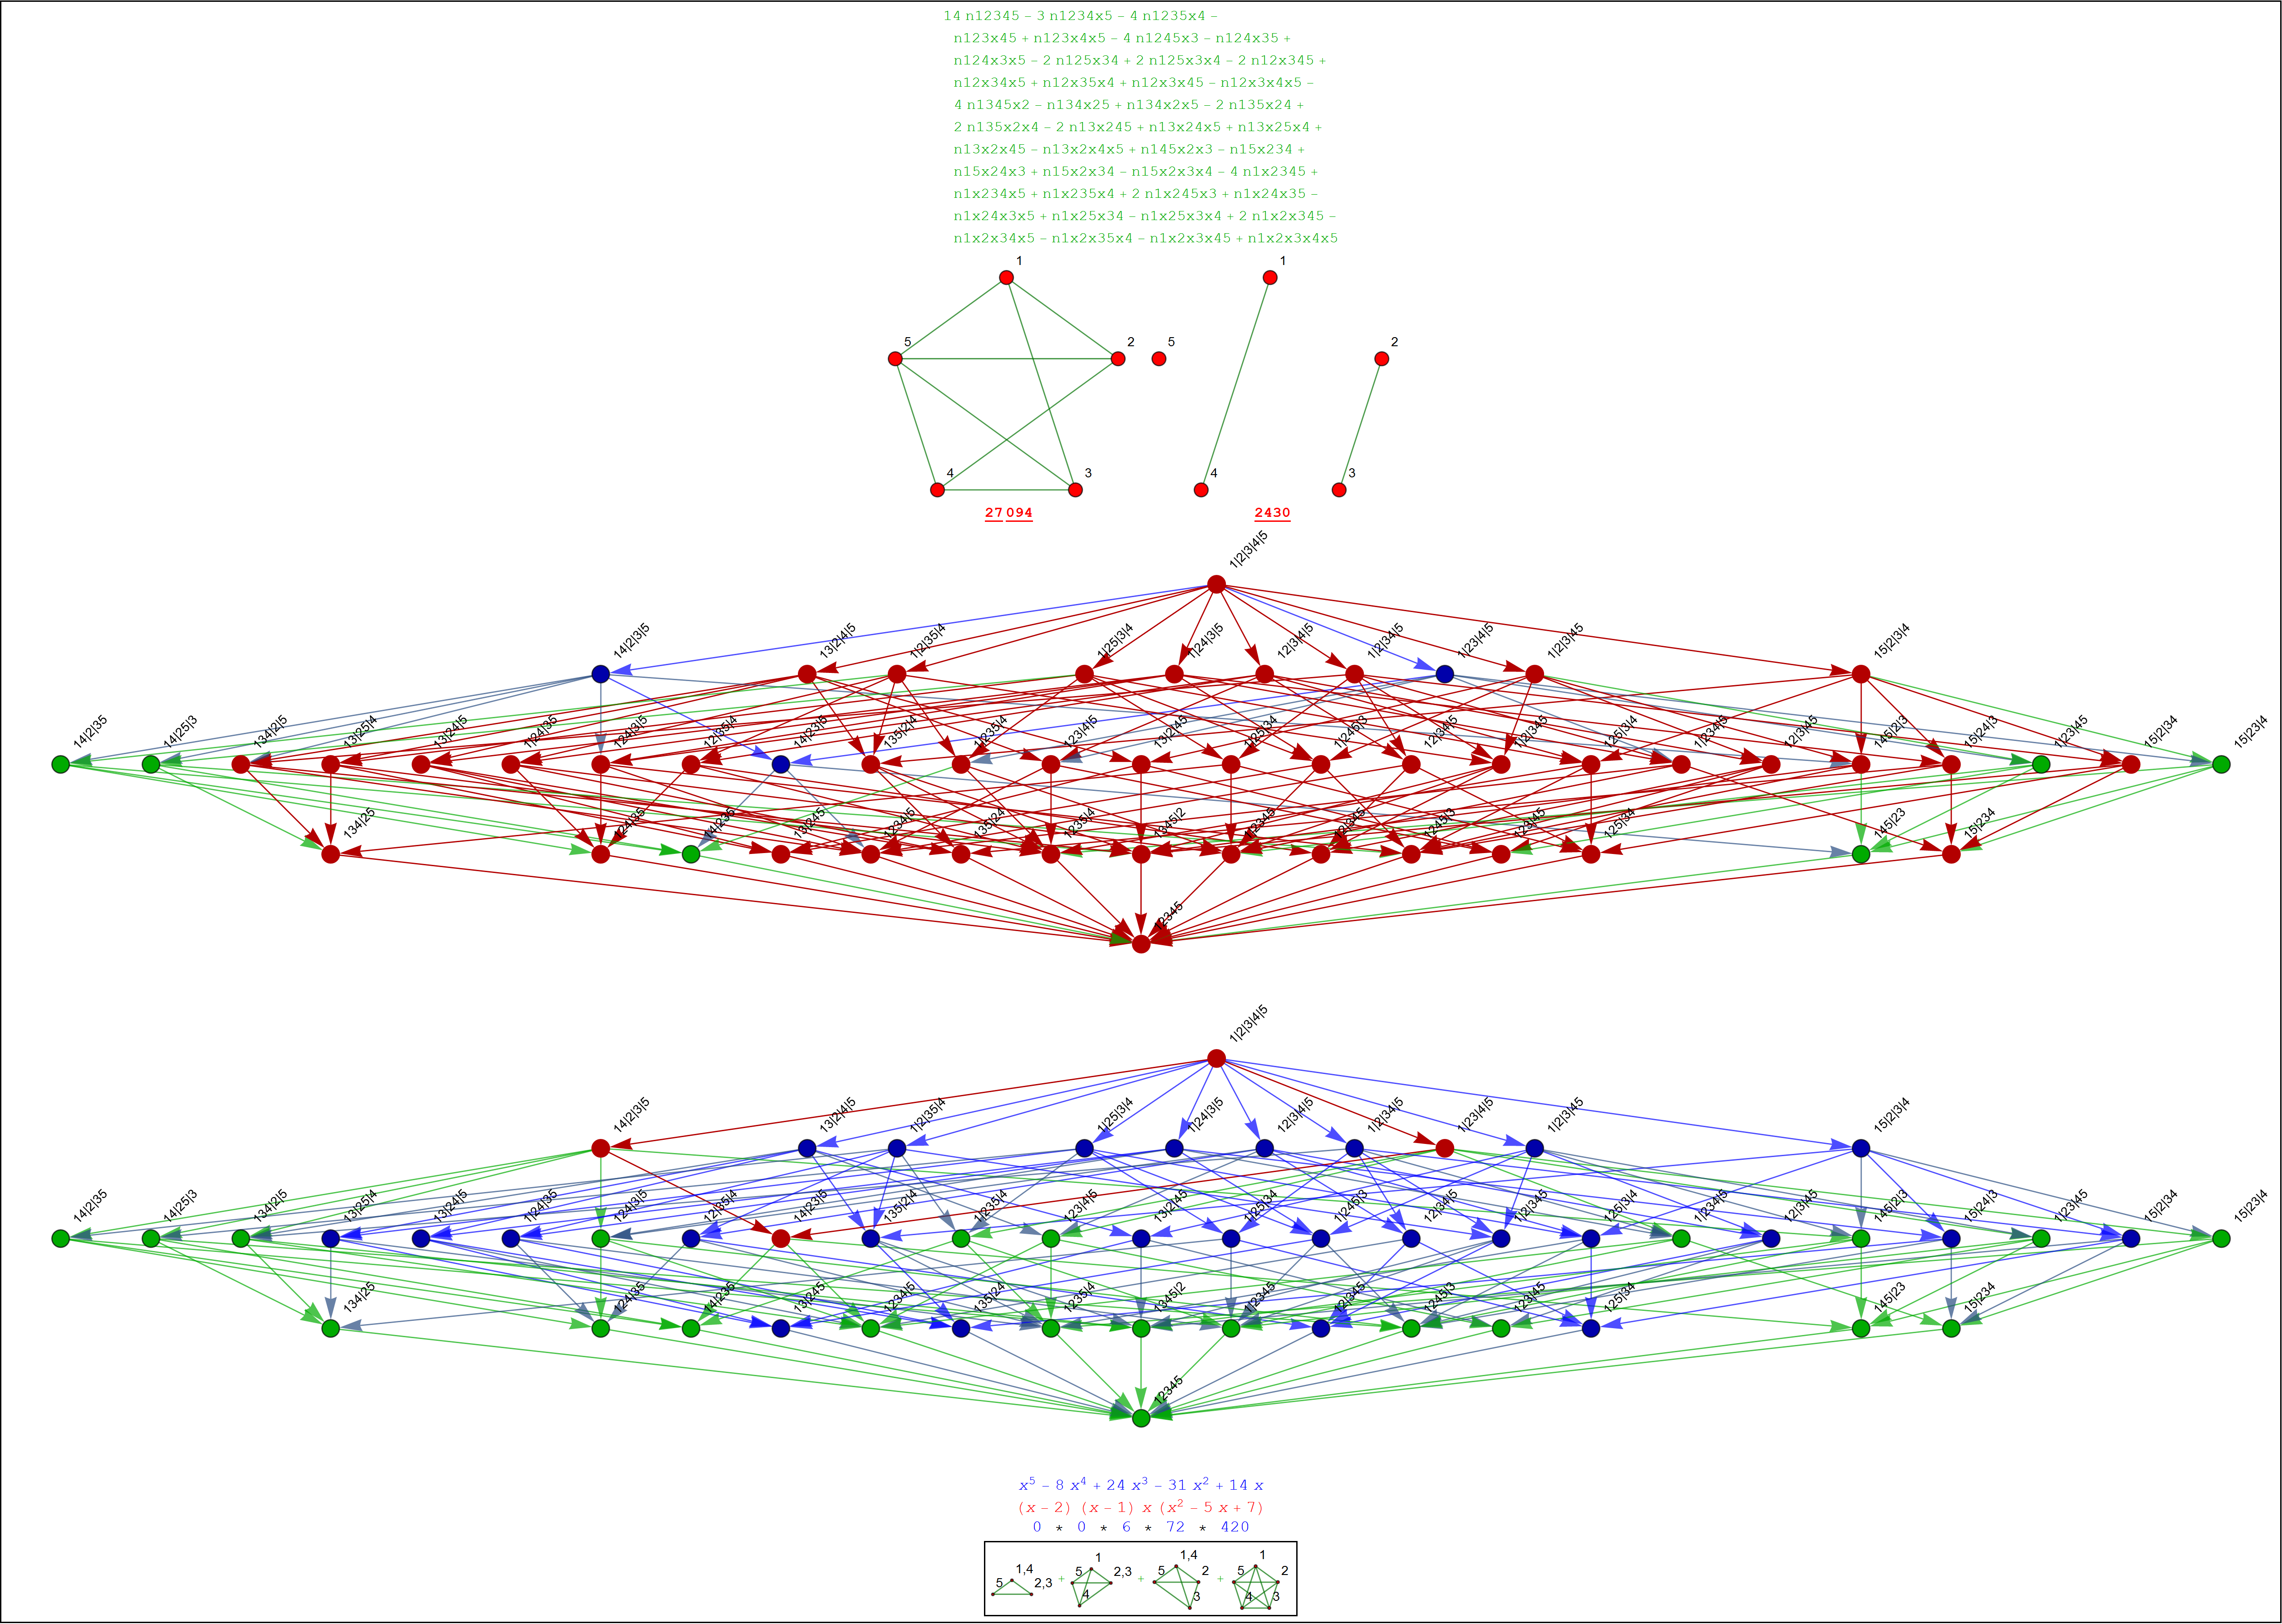 14 n12345 – 3 n1234x5 – 4 n1235x4 –
n123x45 + n123x4x5 – 4 n1245x3 – n124x35 +
n124x3x5 – 2 n125x34 + 2 n125x3x4 – 2 n12x345 +
n12x34x5 + n12x35x4 + n12x3x45 – n12x3x4x5 –
4 n1345x2 – n134x25 + n134x2x5 – 2 n135x24 +
2 n135x2x4 – 2 n13x245 + n13x24x5 + n13x25x4 +
n13x2x45 – n13x2x4x5 + n145x2x3 – n15x234 +
n15x24x3 + n15x2x34 – n15x2x3x4 – 4 n1x2345 +
n1x234x5 + n1x235x4 + 2 n1x245x3 + n1x24x35 –
n1x24x3x5 + n1x25x34 – n1x25x3x4 + 2 n1x2x345 –
n1x2x34x5 – n1x2x35x4 – n1x2x3x45 + n1x2x3x4x5
1 1
5 2 5 2
4 3 4 3
27 094 2430
1|2|3|4|5
14|2|3|5 13|2|4|5 1|2|35|4 1|25|3|4 1|24|3|5 12|3|4|5 1|2|34|5 1|23|4|5 1|2|3|45 15|2|3|4
14|2|35 14|25|3 134|2|5 13|25|4 13|24|5 1|24|35 124|3|5 12|35|4 14|23|5 135|2|4 1|235|4 123|4|5 13|2|45 1|25|34 1|245|3 12|34|5 1|2|345 125|3|4 1|234|5 12|3|45 145|2|3 15|24|3 1|23|45 15|2|34 15|23|4
134|25 124|35 14|235 13|245 1234|5 135|24 1235|4 1345|2 1|2345 12|345 1245|3 123|45 125|34 145|23 15|234
12345
1|2|3|4|5
14|2|3|5 13|2|4|5 1|2|35|4 1|25|3|4 1|24|3|5 12|3|4|5 1|2|34|5 1|23|4|5 1|2|3|45 15|2|3|4
14|2|35 14|25|3 134|2|5 13|25|4 13|24|5 1|24|35 124|3|5 12|35|4 14|23|5 135|2|4 1|235|4 123|4|5 13|2|45 1|25|34 1|245|3 12|34|5 1|2|345 125|3|4 1|234|5 12|3|45 145|2|3 15|24|3 1|23|45 15|2|34 15|23|4
134|25 124|35 14|235 13|245 1234|5 135|24 1235|4 1345|2 1|2345 12|345 1245|3 123|45 125|34 145|23 15|234
12345
x⁵ – 8 x⁴ + 24 x³ – 31 x² + 14 x
(x – 2) (x – 1) x (x² – 5 x + 7)
0 * 0 * 6 * 72 * 420
5 1,4 2,3 + 5 1 2,3 4 + 5 1,4 2 3 + 5 1 2 4 3